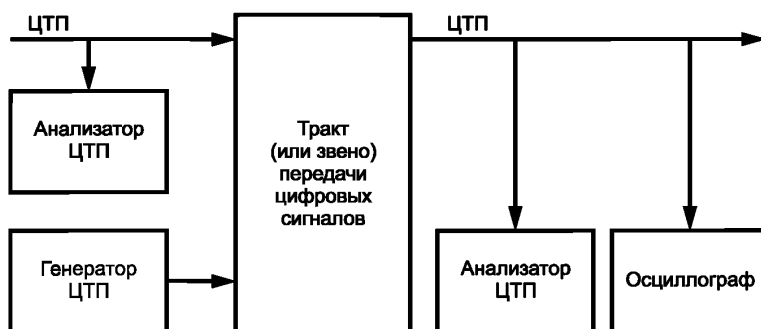 ЦТП
ЦТП
Анализатор
ЦТП
Тракт
(или звено)
передачи
цифровых
сигналов
Генератор
ЦТП
Анализатор
ЦТП
Осциллограф